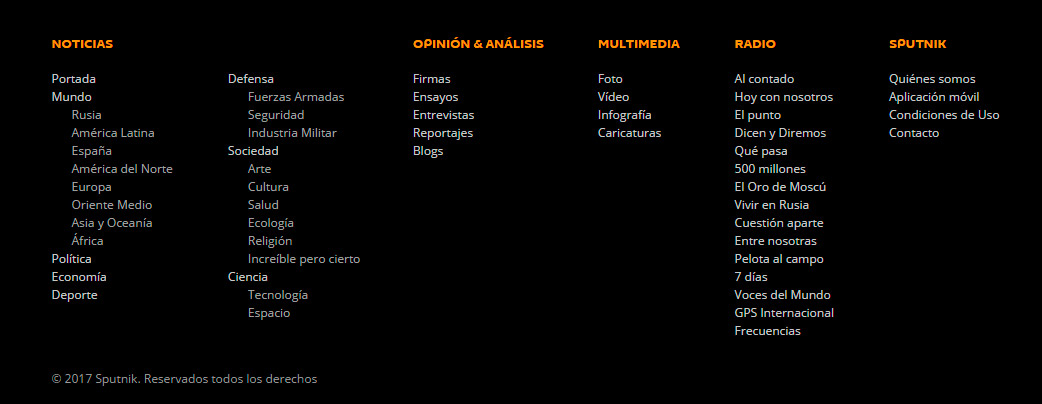 NOTICIAS
Portada
Mundo
Rusia
América Latina
España
América del Norte
Europa
Oriente Medio
Asia y Oceanía
África
Política
Economía
Deporte
Defensa
Fuerzas Armadas
Seguridad
Industria Militar
Sociedad
Arte
Cultura
Salud
Ecología
Religión
Increíble pero cierto
Ciencia
Tecnología
Espacio
OPINIÓN & ANÁLISIS
Firmas
Ensayos
Entrevistas
Reportajes
Blogs
MULTIMEDIA
Foto
Vídeo
Infografía
Caricaturas
RADIO
Al contado
Hoy con nosotros
El punto
Dicen y Diremos
Qué pasa
500 millones
El Oro de Moscú
Vivir en Rusia
Cuestión aparte
Entre nosotras
Pelota al campo
7 días
Voces del Mundo
GPS Internacional
Frecuencias
SPUTNIK
Quiénes somos
Aplicación móvil
Condiciones de Uso
Contacto
© 2017 Sputnik. Reservados todos los derechos